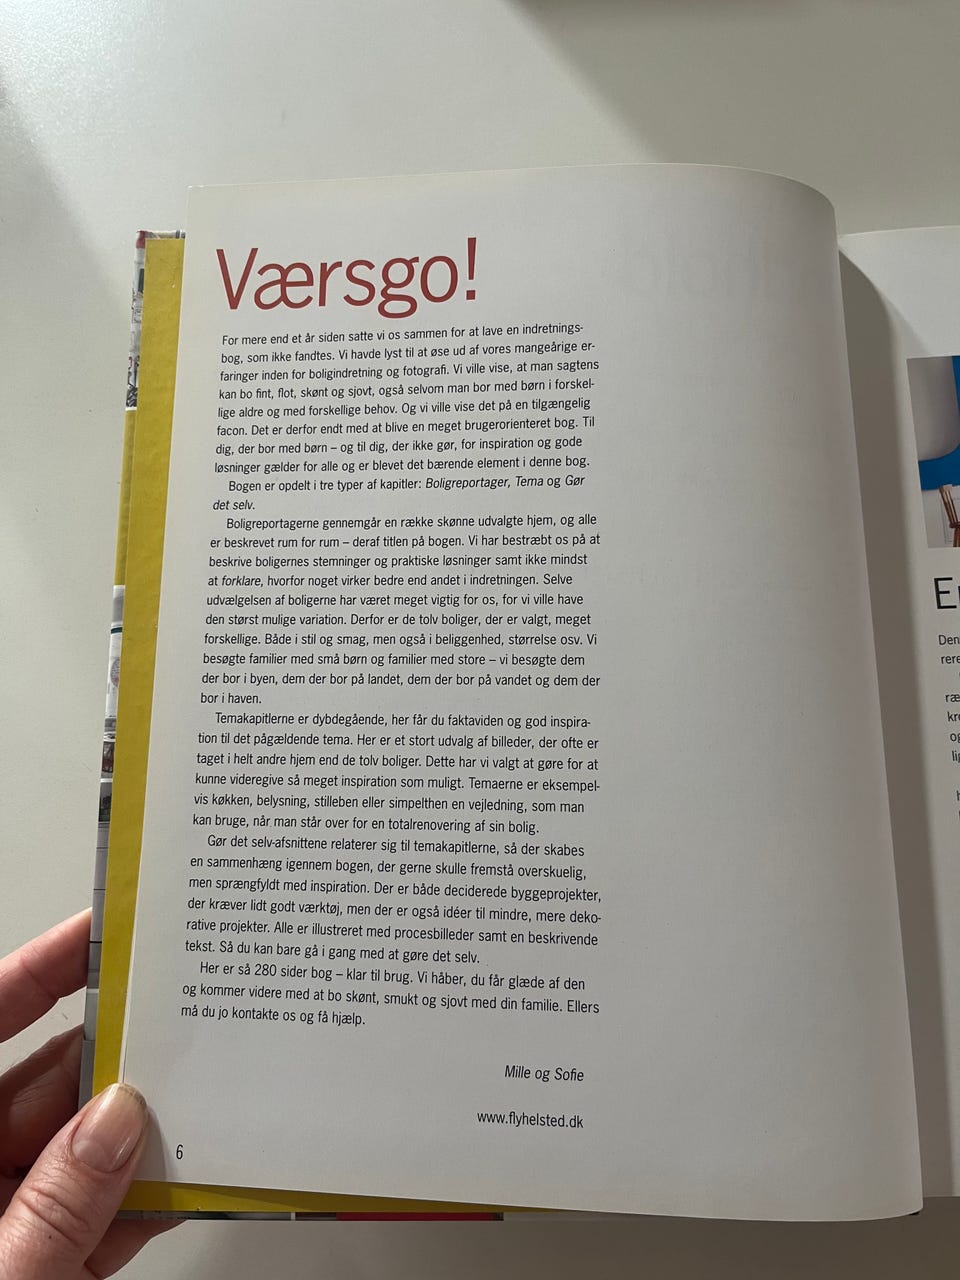 Værsgo!
For mere end et år siden satte vi os sammen for at lave en indretnings-
bog, som ikke fandtes. Vi havde lyst til at øse ud af vores mangeårige er-
faringer inden for boligindretning og fotografi. Vi ville vise, at man sagtens
kan bo fint, flot, skønt og sjovt, også selvom man bor med børn i forskel-
lige aldre og med forskellige behov. Og vi ville vise det på en tilgængelig
facon. Det er derfor endt med at blive en meget brugerorienteret bog. Til
dig, der bor med børn – og til dig, der ikke gør, for inspiration og gode
løsninger gælder for alle og er blevet det bærende element i denne bog.
Bogen er opdelt i tre typer af kapitler: Boligreportager, Tema og Gør
det selv.
Boligreportagerne gennemgår en række skønne udvalgte hjem, og alle
er beskrevet rum for rum – deraf titlen på bogen. Vi har bestræbt os på at
beskrive boligernes stemninger og praktiske løsninger samt ikke mindst
at forklare, hvorfor noget virker bedre end andet i indretningen. Selve
udvælgelsen af boligerne har været meget vigtig for os, for vi ville have
den størst mulige variation. Derfor er de tolv boliger, der er valgt, meget
forskellige. Både i stil og smag, men også i beliggenhed, størrelse osv. Vi
besøgte familier med små børn og familier med store – vi besøgte dem
der bor i byen, dem der bor på landet, dem der bor på vandet og dem der
bor i haven.
Temakapitlerne er dybdegående, her får du faktaviden og god inspira-
tion til det pågældende tema. Her er et stort udvalg af billeder, der ofte er
taget i helt andre hjem end de tolv boliger. Dette har vi valgt at gøre for at
kunne videregive så meget inspiration som muligt. Temaerne er eksempel-
vis køkken, belysning, stilleben eller simpelthen en vejledning, som man
kan bruge, når man står over for en totalrenovering af sin bolig.
Gør det selv-afsnittene relaterer sig til temakapitlerne, så der skabes
en sammenhæng igennem bogen, der gerne skulle fremstå overskuelig,
men sprængfyldt med inspiration. Der er både deciderede byggeprojekter,
der kræver lidt godt værktøj, men der er også idéer til mindre, mere deko-
rative projekter. Alle er illustreret med procesbilleder samt en beskrivende
tekst. Så du kan bare gå i gang med at gøre det selv.
Her er så 280 sider bog – klar til brug. Vi håber, du får glæde af den
og kommer videre med at bo skønt, smukt og sjovt med din familie. Ellers
må du jo kontakte os og få hjælp.
Mille og Sofie
www.flyhelsted.dk
6